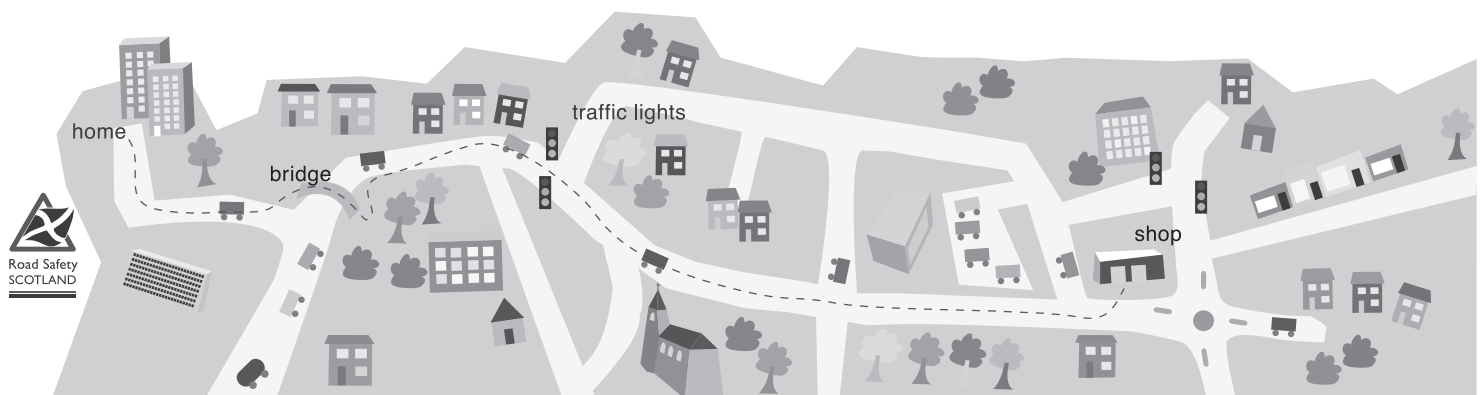 home
bridge
traffic lights
shop
Road Safety
SCOTLAND